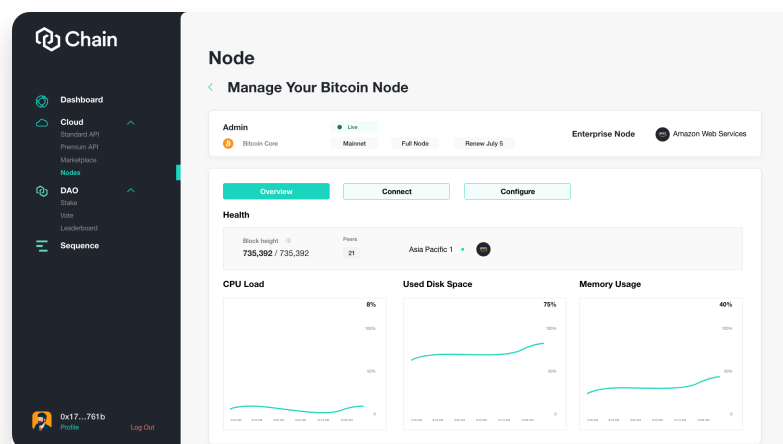 Chain
Dashboard
Cloud
Standard API
Premium API
Marketplace
Nodes
DAO
Stake
Vote
Leaderboard
Sequence
0x17...761b
Profile
Log Out
Node
Manage Your Bitcoin Node
Admin
Live
Bitcoin Core
Mainnet
Full Node
Renew July 5
Enterprise Node
Amazon Web Services
Overview
Connect
Configure
Health
Block height
Peers
735,392 / 735,392
21
Asia Pacific 1
CPU Load
8%
100%
50%
0
Used Disk Space
75%
100%
50%
0
Memory Usage
40%
100%
50%
0